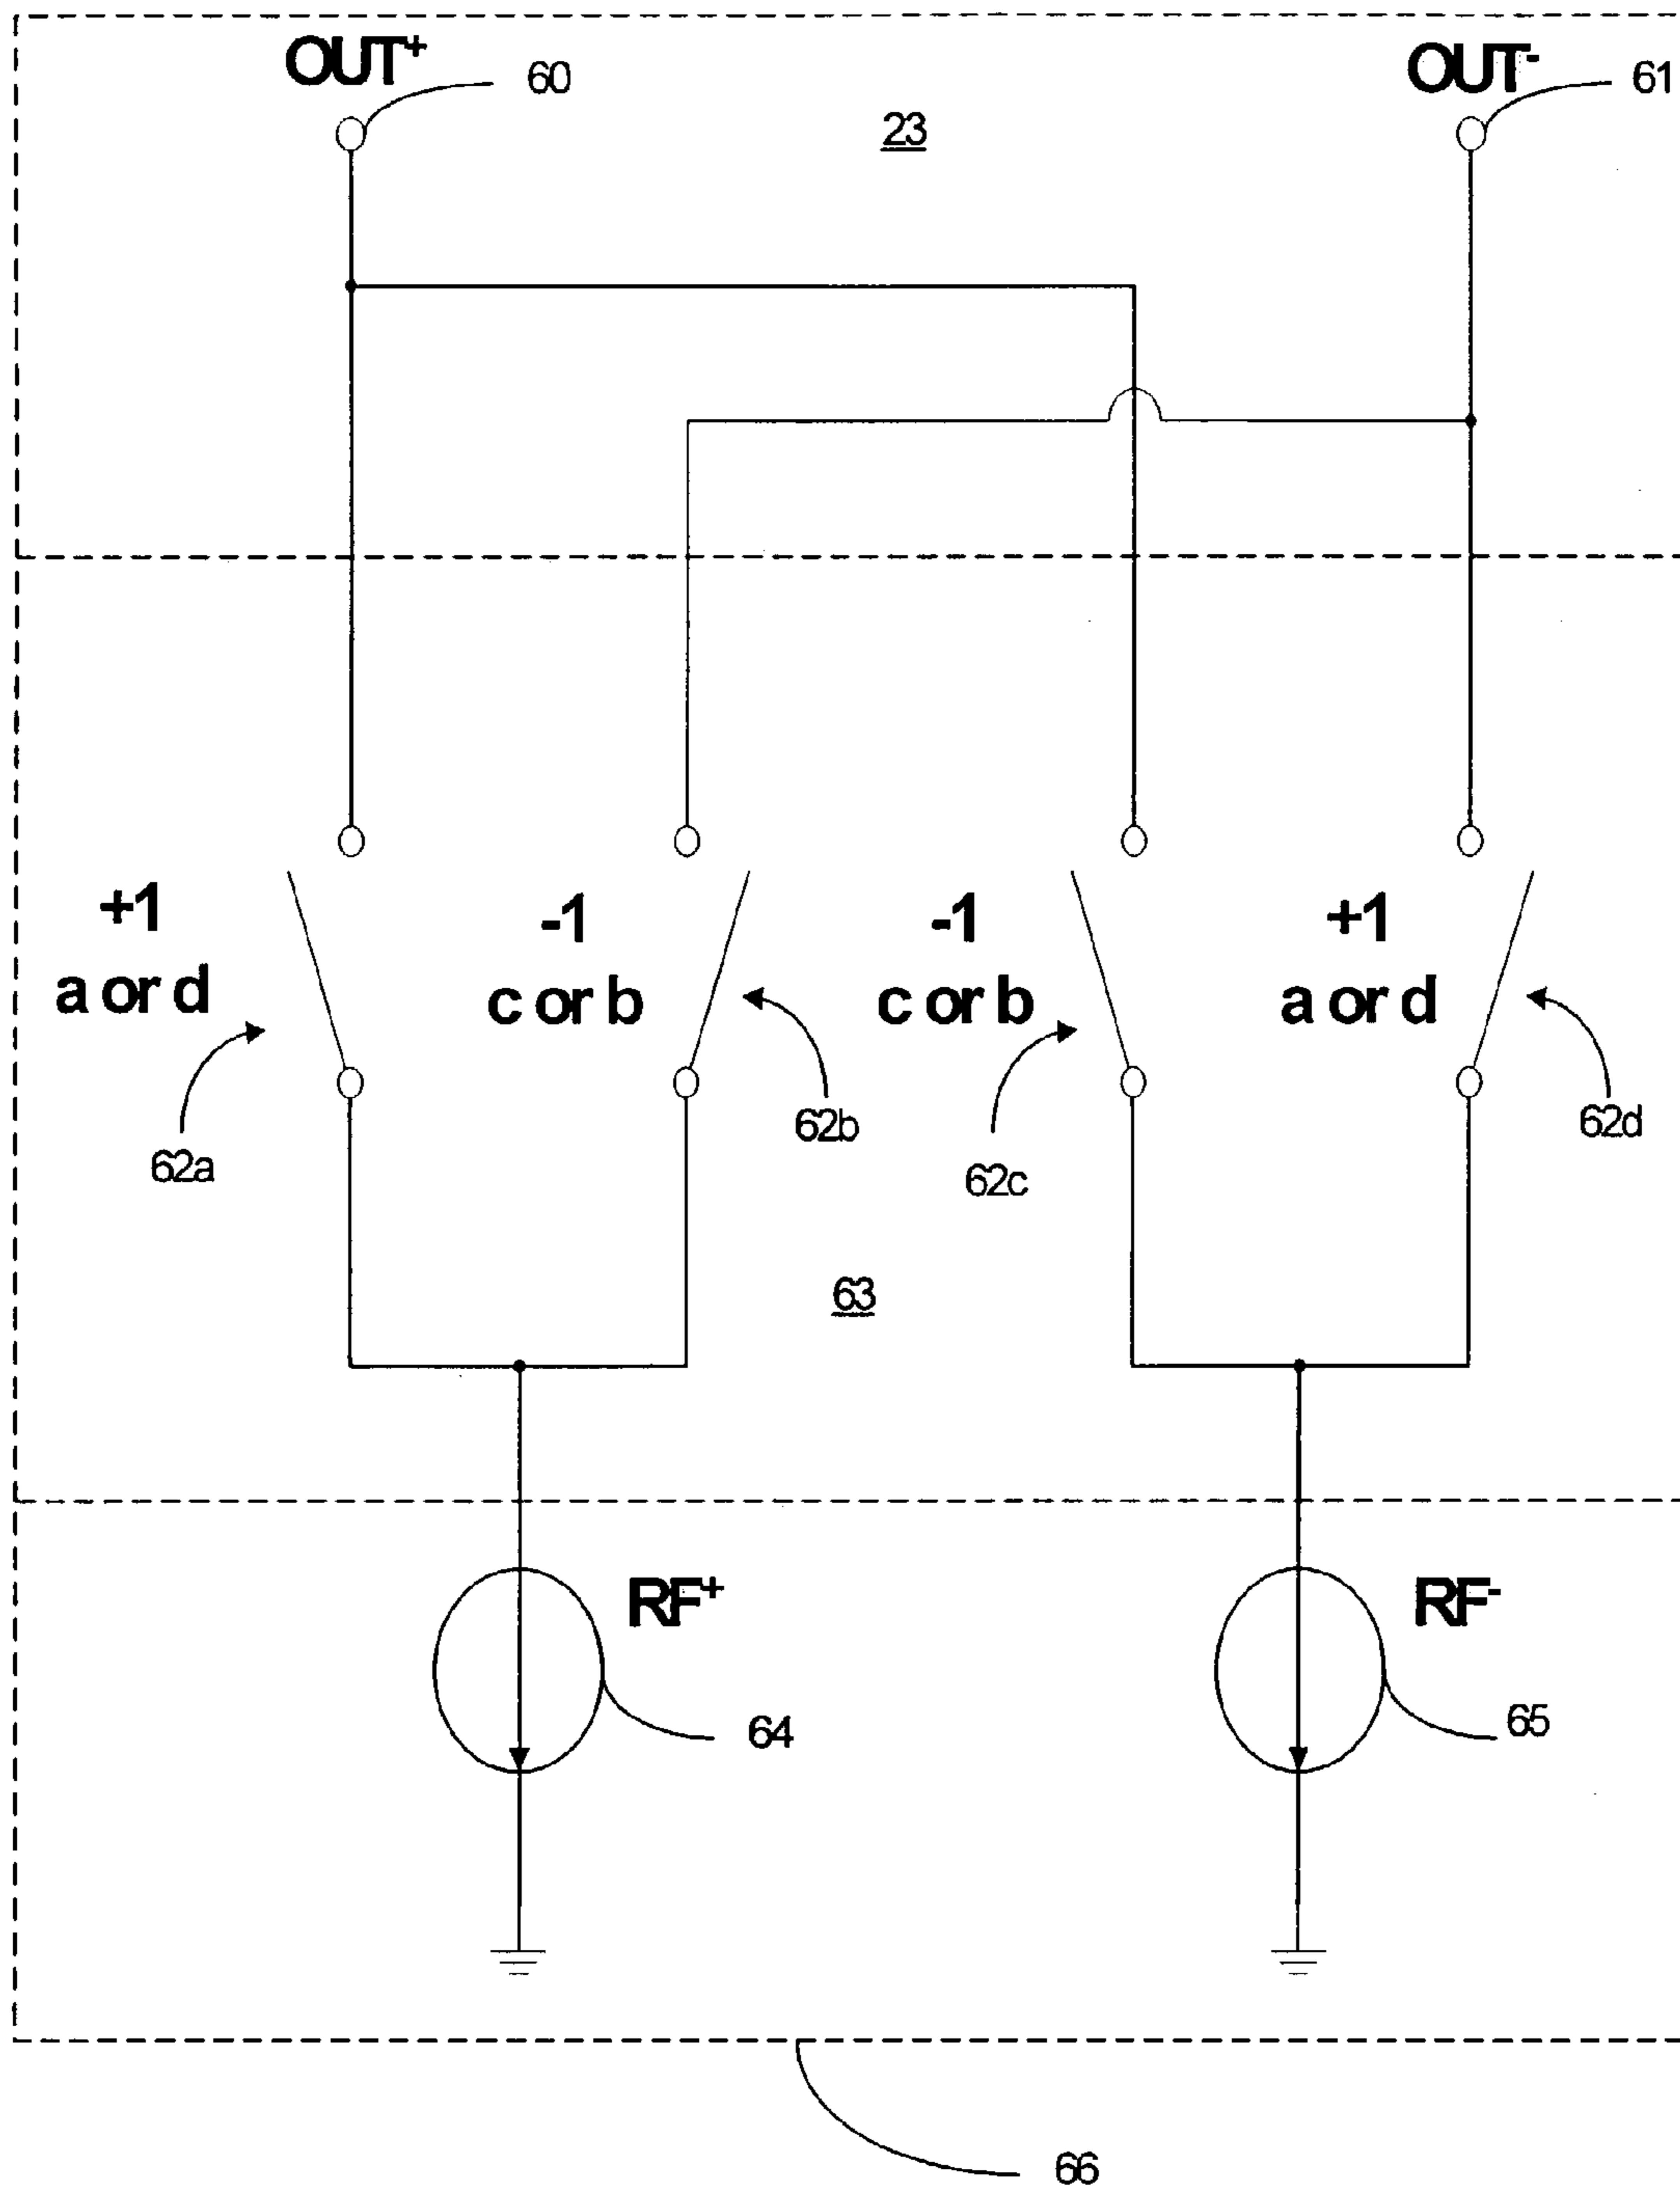 OUT+
60
23
OUT-
61
+1
a or d
-1
c or b
-1
c or b
+1
a or d
62a
62b
62c
62d
63
RF+
64
RF-
65
66